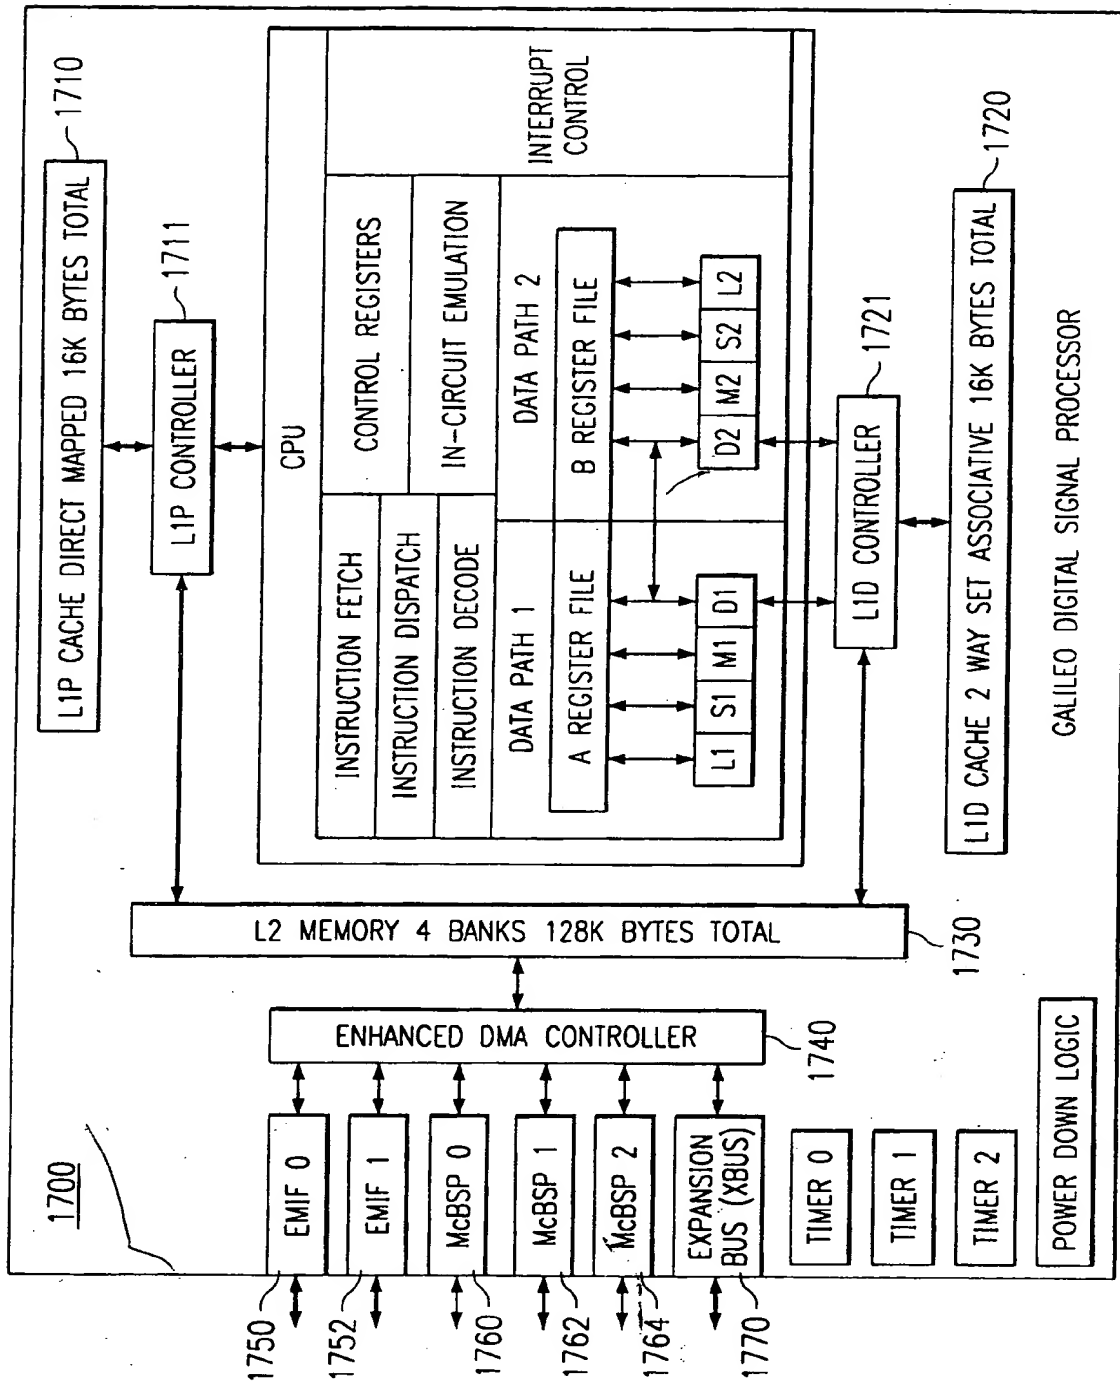 1700
1750
EMIF 0
1752
EMIF 1
1760
McBSP 0
1762
McBSP 1
1764
McBSP 2
1770
EXPANSION
BUS (XBUS)
TIMER 0
TIMER 1
TIMER 2
POWER DOWN LOGIC
ENHANCED DMA CONTROLLER
1740
L2 MEMORY 4 BANKS 128K BYTES TOTAL
1730
L1P CACHE DIRECT MAPPED 16K BYTES TOTAL
1710
L1P CONTROLLER
1711
CPU
INSTRUCTION FETCH
INSTRUCTION DISPATCH
INSTRUCTION DECODE
CONTROL REGISTERS
IN-CIRCUIT EMULATION
INTERRUPT
CONTROL
DATA PATH 1
DATA PATH 2
A REGISTER FILE
B REGISTER FILE
L1 S1 M1 D1
D2 M2 S2 L2
L1D CONTROLLER
1721
L1D CACHE 2 WAY SET ASSOCIATIVE 16K BYTES TOTAL
1720
GALILEO DIGITAL SIGNAL PROCESSOR